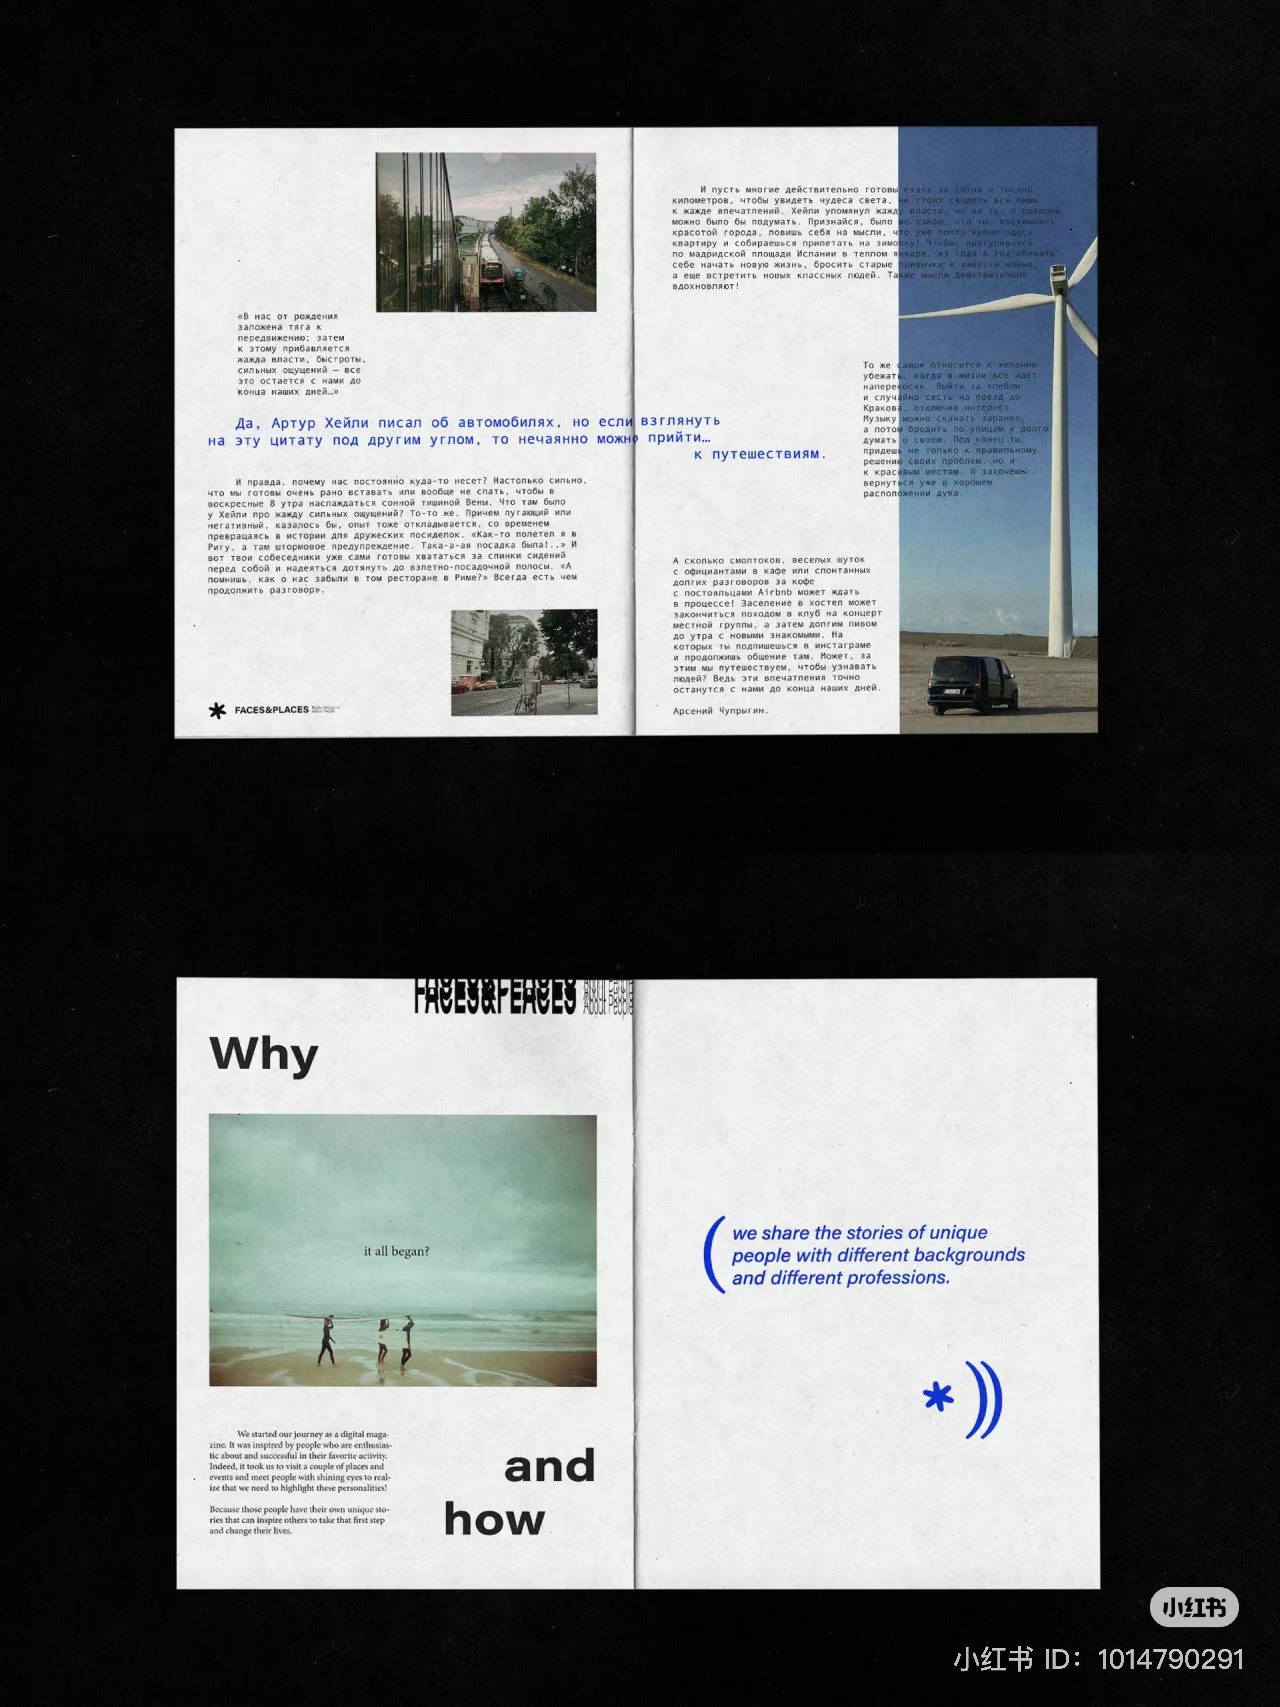 «В нас от рождения
заложена тяга к
передвижению; затем
к этому прибавляется
жажда власти, быстроты,
сильных ощущений — все
это остается с нами до
конца наших дней…»
Да, Артур Хейли писал об автомобилях, но если взглянуть
на эту цитату под другим углом, то нечаянно можно прийти…
к путешествиям.
И правда, почему нас постоянно куда-то несет? Настолько сильно,
что мы готовы очень рано вставать или вообще не спать, чтобы в
воскресные 8 утра наслаждаться сонной тишиной Вены. Что там было
у Хейли про жажду сильных ощущений? То-то же. Причем пугающий или
негативный, казалось бы, опыт тоже откладывается, со временем
превращаясь в истории для дружеских посиделок. «Как-то полетел я в
Ригу, а там штормовое предупреждение. Така-а-ая посадка была!..» И
вот твои собеседники уже сами готовы хвататься за спинки сидений
перед собой и надеяться дотянуть до взлетно-посадочной полосы. «А
помнишь, как о нас забыли в том ресторане в Риме?» Всегда есть чем
продолжить разговор».
FACES&PLACES
И пусть многие действительно готовы ехать за сотни и тысячи
километров, чтобы увидеть чудеса света, не стоит сводить все лишь
к жажде впечатлений. Хейли упомянул жажду власти, но не ту, о которой
можно было бы подумать. Признайся, было же такое, что ты, восхищаясь
красотой города, ловишь себя на мысли, что уже почти купил здесь
квартиру и собираешься прилетать на зимовку! Чтобы, прогуливаясь
по мадридской площади Испании в теплом январе, из года в год обещать
себе начать новую жизнь, бросить старые привычки и завести новые,
а еще встретить новых классных людей. Такие мысли действительно
вдохновляют!
То же самое относится к желанию
убежать, когда в жизни все идет
наперекосяк. Выйти за хлебом
и случайно сесть на поезд до
Кракова, отключив интернет.
Музыку можно скачать заранее,
а потом бродить по улицам и долго
думать о своем. Под конец ты
придешь не только к правильному
решению своих проблем, но и
к красивым местам. И захочешь
вернуться уже в хорошем
расположении духа.
А сколько смолтоков, веселых шуток
с официантами в кафе или спонтанных
долгих разговоров за кофе
с постояльцами Airbnb может ждать
в процессе! Заселение в хостел может
закончиться походом в клуб на концерт
местной группы, а затем долгим пивом
до утра с новыми знакомыми. На
которых ты подпишешься в инстаграме
и продолжишь общение там. Может, за
этим мы путешествуем, чтобы узнавать
людей? Ведь эти впечатления точно
останутся с нами до конца наших дней.
Арсений Чупрыгин.
FACES&PLACES
About People
Why
it all began?
We started our journey as a digital maga-
zine. It was inspired by people who are enthusias-
tic about and successful in their favorite activity.
Indeed, it took us to visit a couple of places and
events and meet people with shining eyes to real-
ize that we need to highlight these personalities!
Because those people have their own unique sto-
ries that can inspire others to take that first step
and change their lives.
and
how
(we share the stories of unique
people with different backgrounds
and different professions.
*))
小红书
小红书 ID：1014790291